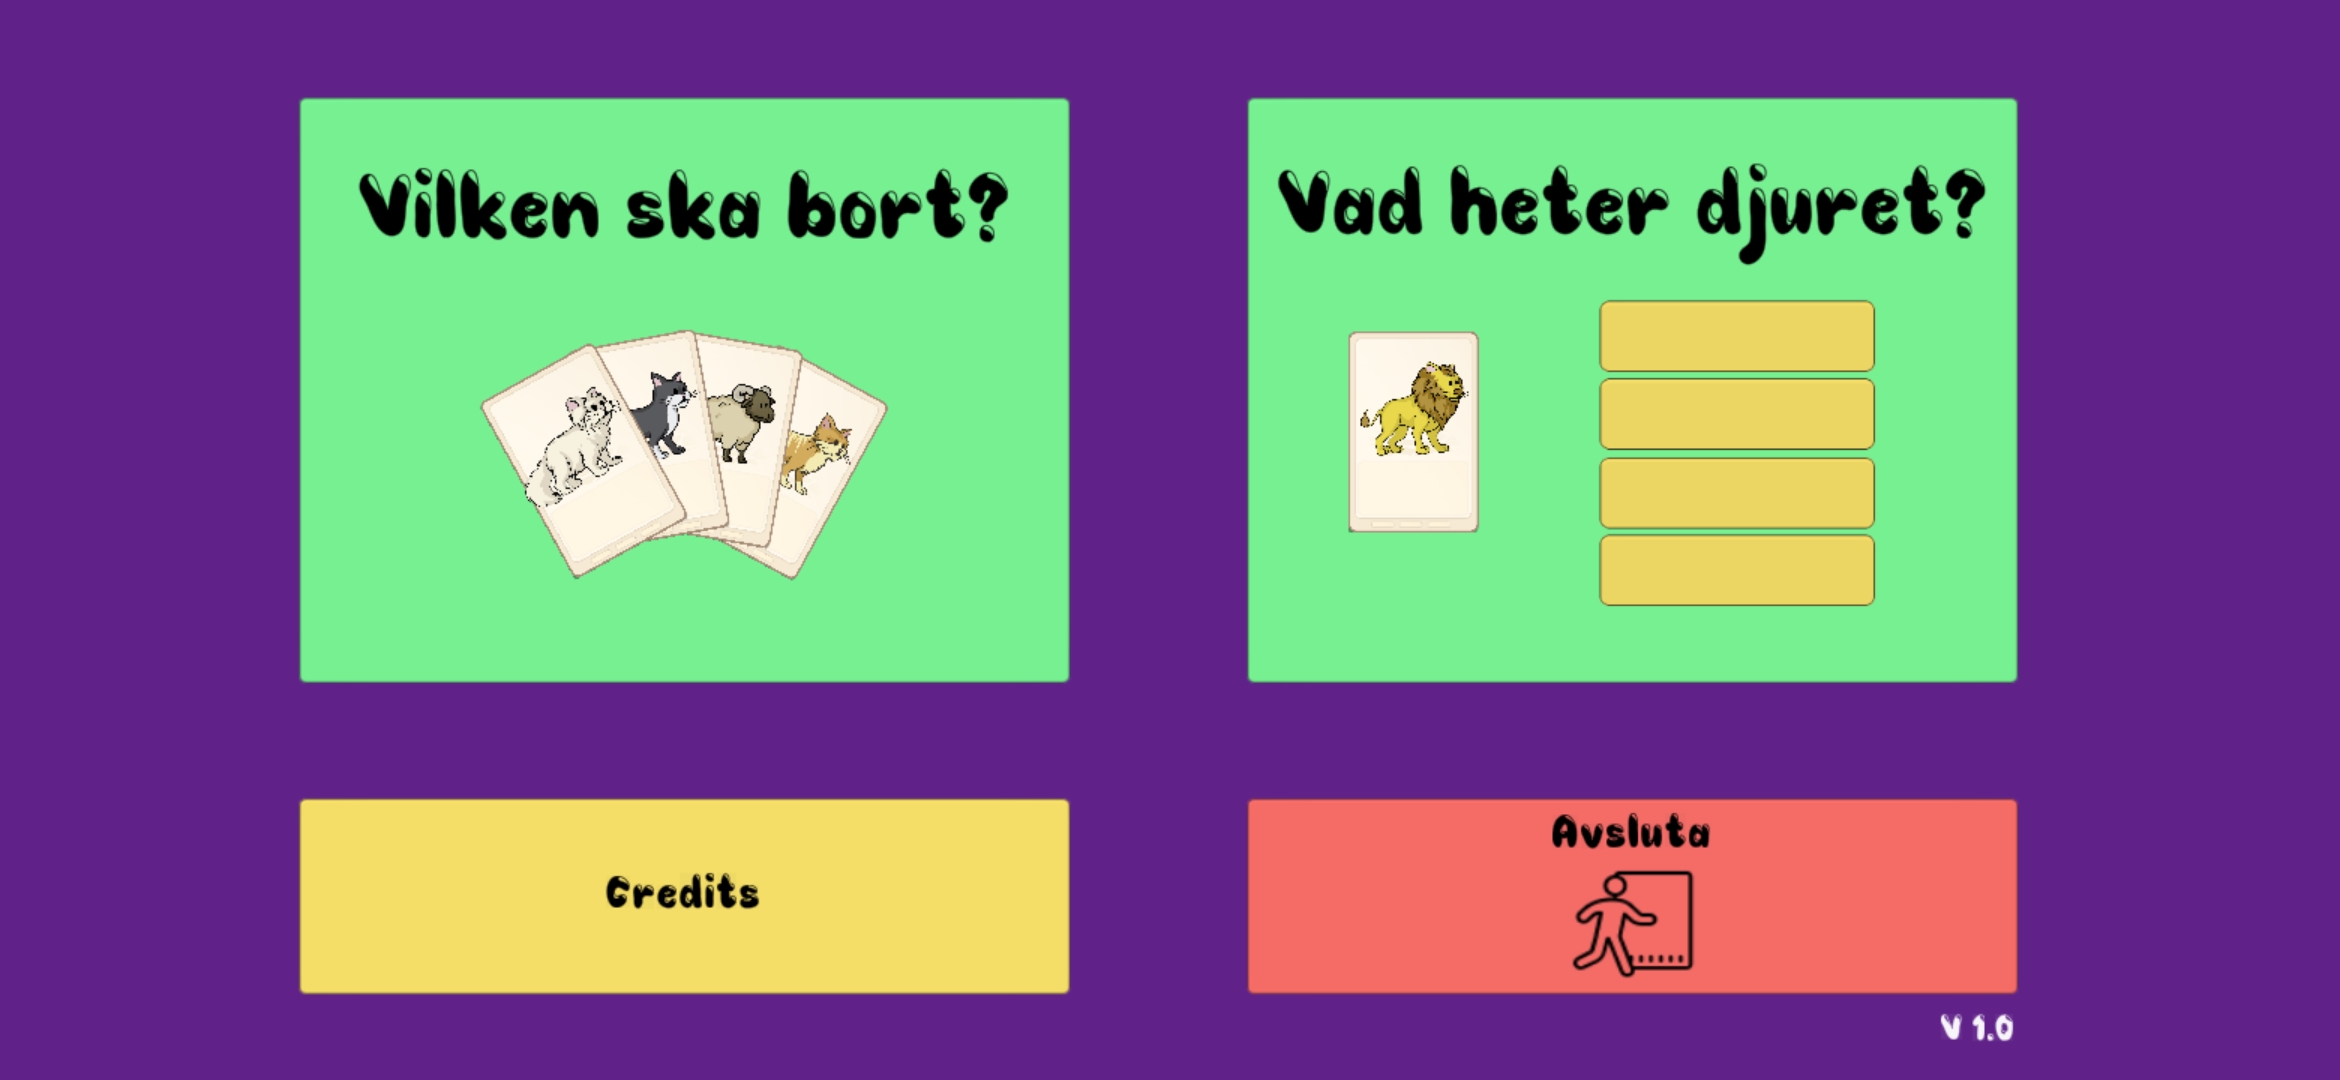 Vilken ska bort?
Vad heter djuret?
Credits
Avsluta
V 1.0